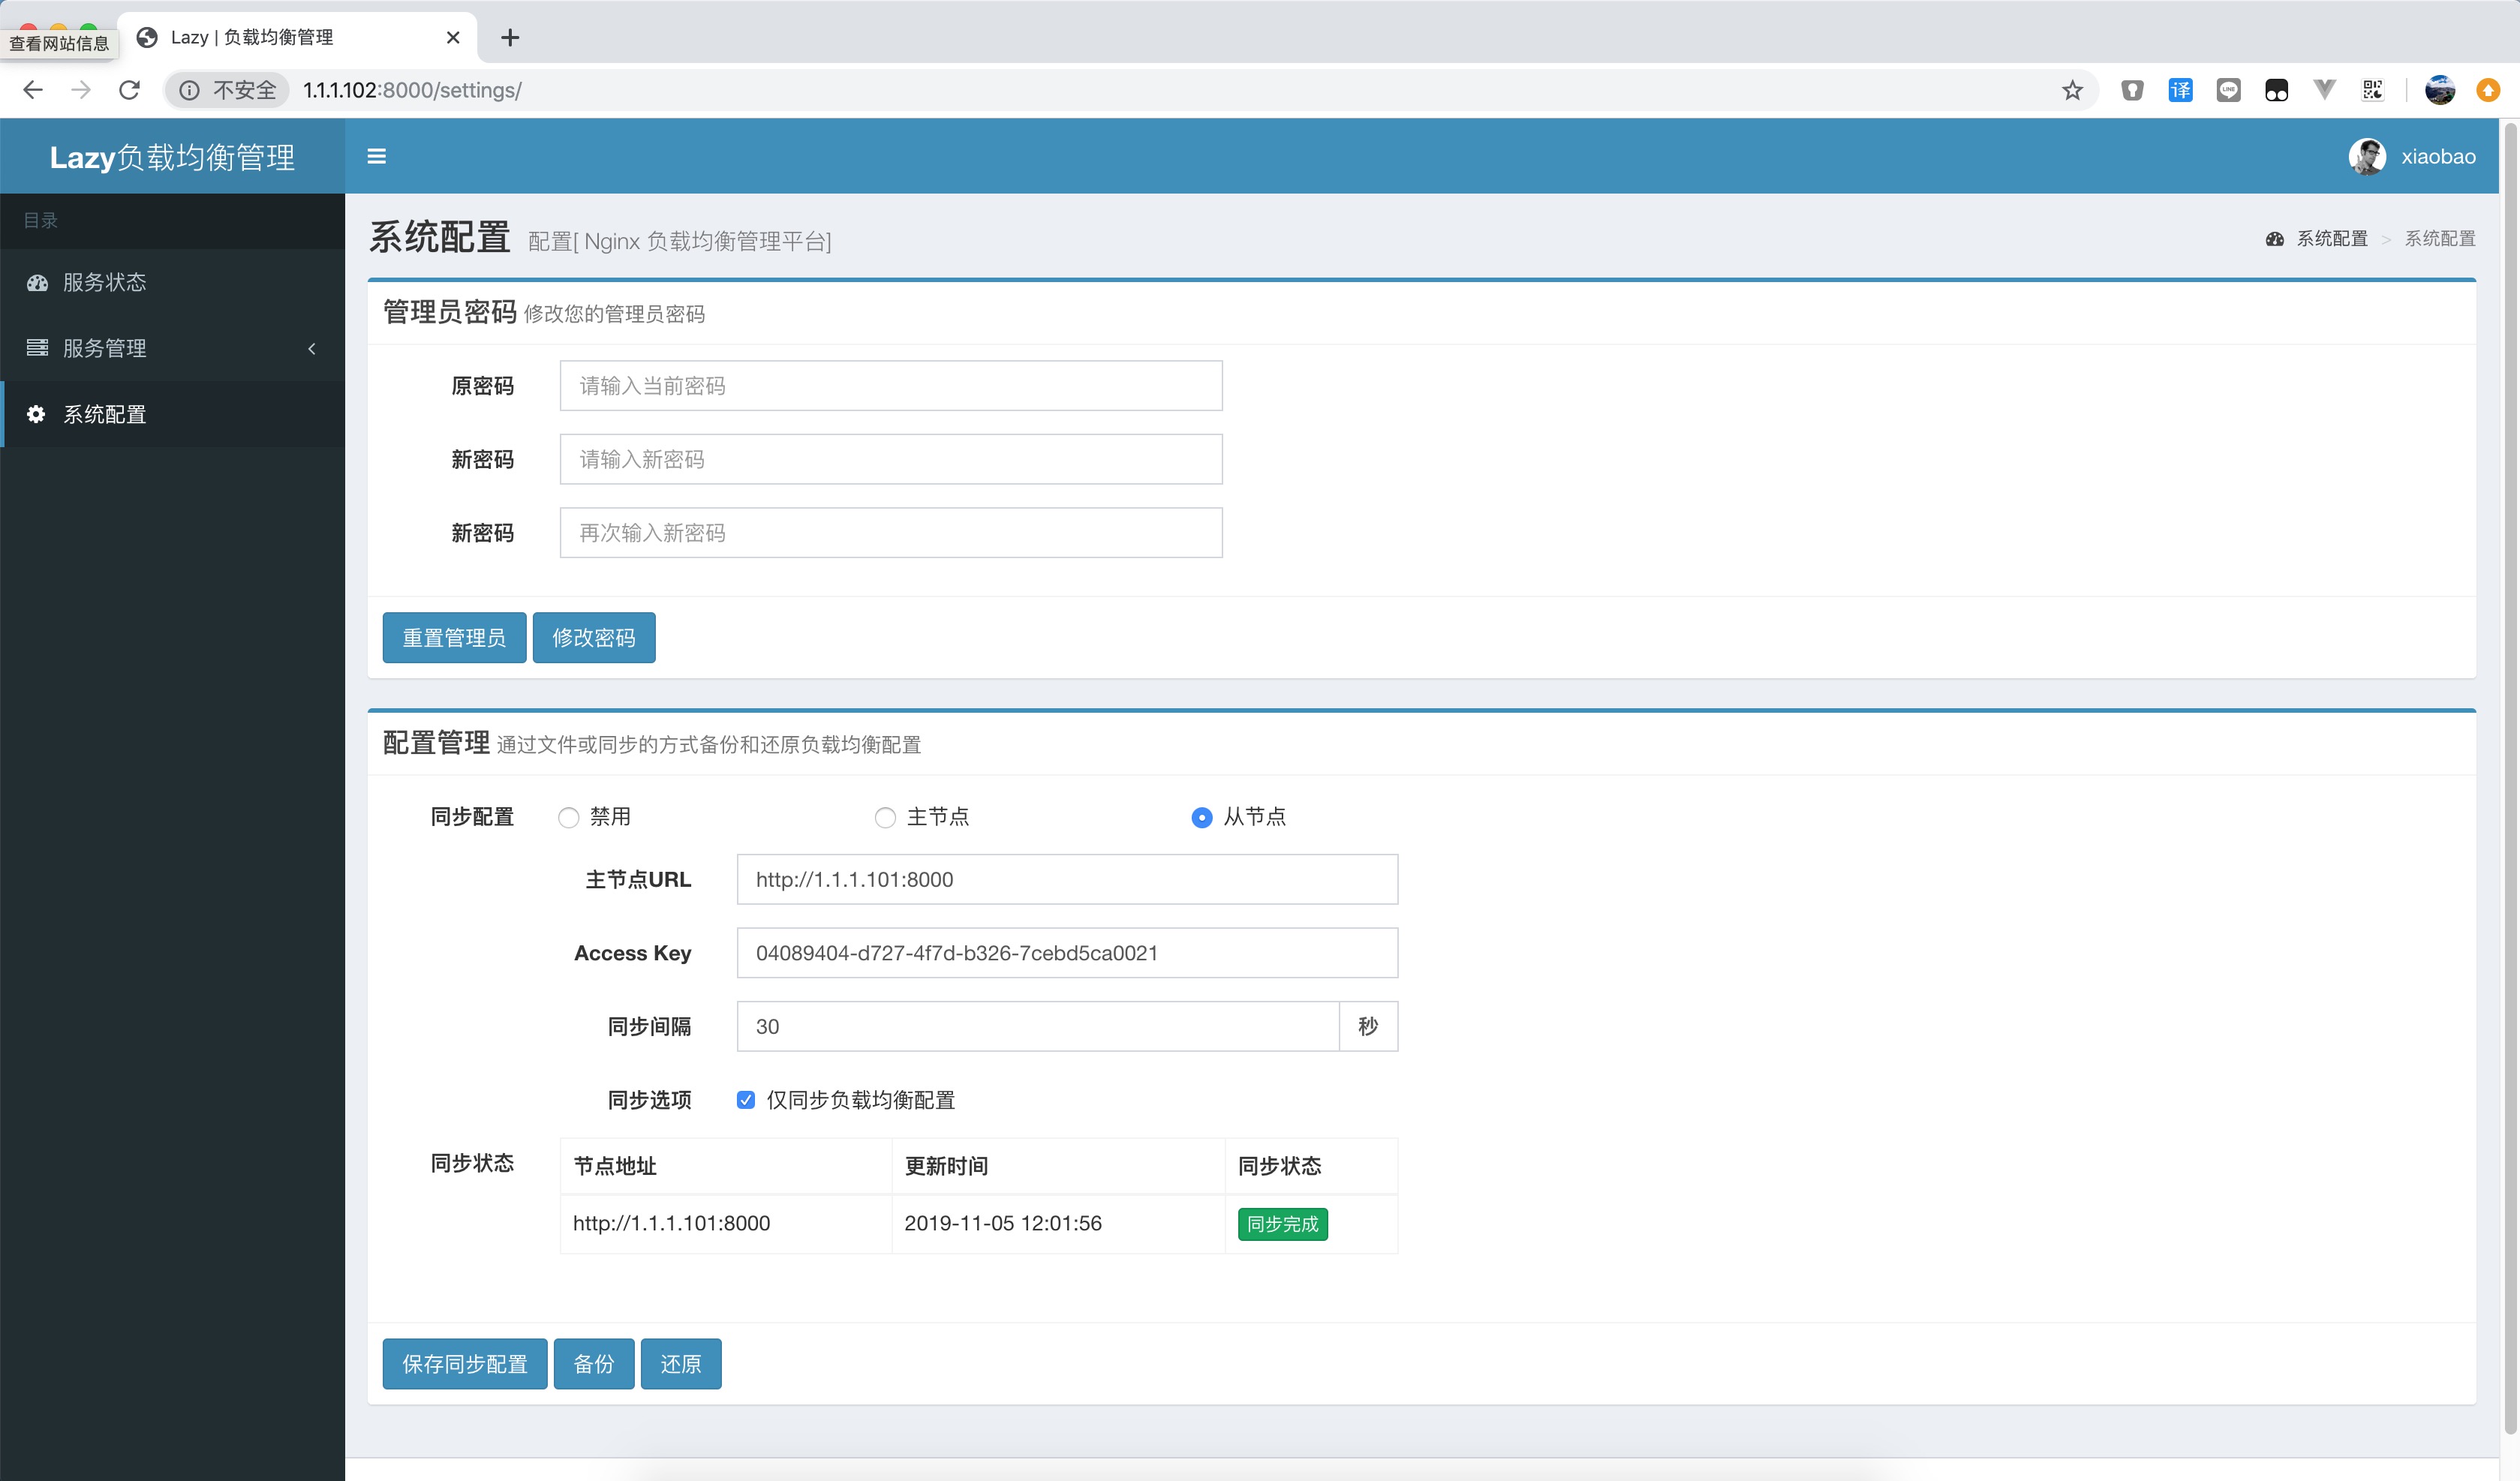 Lazy | 负载均衡管理
查看网站信息
不安全 1.1.1.102:8000/settings/
译
LINE
Lazy负载均衡管理
xiaobao
目录
服务状态
服务管理
系统配置
系统配置 配置[ Nginx 负载均衡管理平台]
系统配置 > 系统配置
管理员密码 修改您的管理员密码
原密码 请输入当前密码
新密码 请输入新密码
新密码 再次输入新密码
重置管理员 修改密码
配置管理 通过文件或同步的方式备份和还原负载均衡配置
同步配置 禁用 主节点 从节点
主节点URL http://1.1.1.101:8000
Access Key 04089404-d727-4f7d-b326-7cebd5ca0021
同步间隔 30 秒
同步选项 仅同步负载均衡配置
同步状态 节点地址 更新时间 同步状态
http://1.1.1.101:8000 2019-11-05 12:01:56 同步完成
保存同步配置 备份 还原